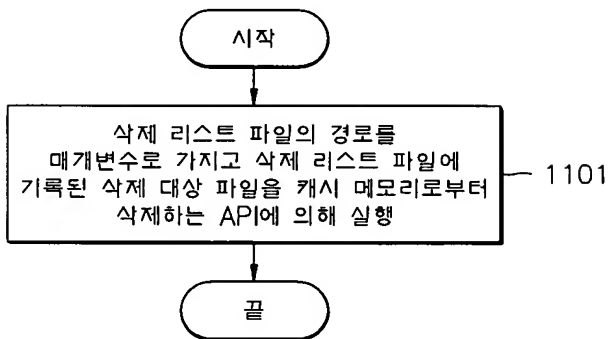 시작
삭제 리스트 파일의 경로를
매개변수로 가지고 삭제 리스트 파일에
기록된 삭제 대상 파일을 캐시 메모리로부터
삭제하는 API에 의해 실행
1101
끝